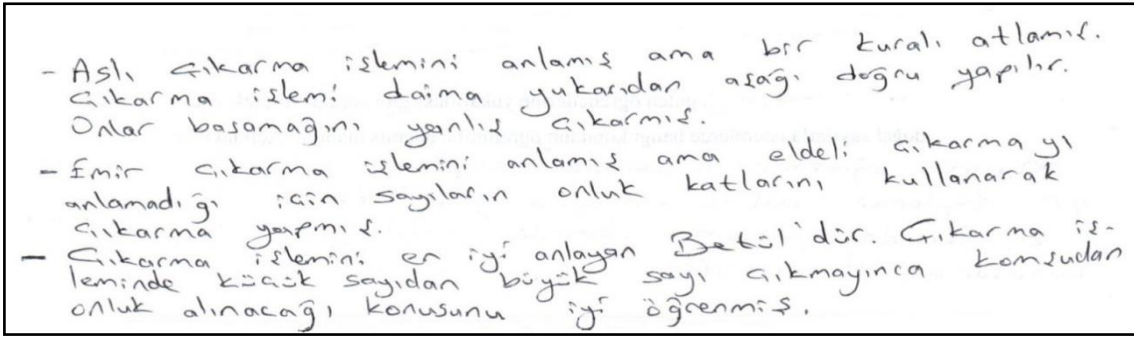 - Aslı çıkarma işlemini anlamış ama bir kuralı atlamış.
Çıkarma işlemi daima yukarıdan aşağı doğru yapılır.
Onlar basamağını yanlış çıkarmış.
- Emir çıkarma işlemini anlamış ama eldeli çıkarmayı
anlamadığı için sayıların onluk katlarını kullanarak
çıkarma yapmış.
- Çıkarma işlemini en iyi anlayan Betül'dür. Çıkarma iş-
leminde küçük sayıdan büyük sayı çıkmayınca komşudan
onluk alınacağı konusunu iyi öğrenmiş.